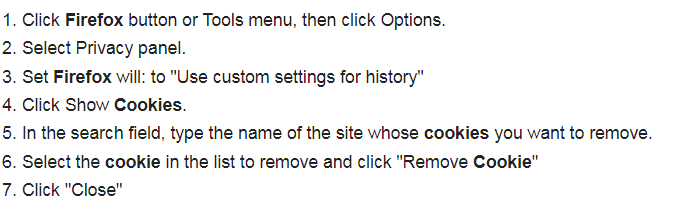 1. Click Firefox button or Tools menu, then click Options.
2. Select Privacy panel.
3. Set Firefox will: to "Use custom settings for history"
4. Click Show Cookies.
5. In the search field, type the name of the site whose cookies you want to remove.
6. Select the cookie in the list to remove and click "Remove Cookie"
7. Click "Close"